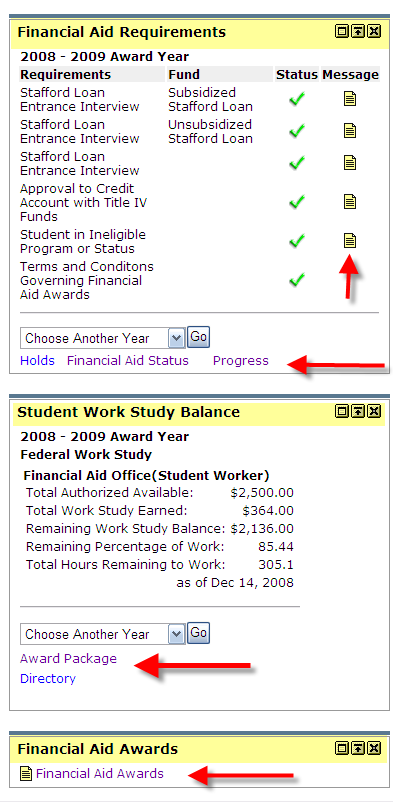 Financial Aid Requirements
2008 - 2009 Award Year
Requirements Fund Status Message
Stafford Loan Entrance Interview Subsidized Stafford Loan
Stafford Loan Entrance Interview Unsubsidized Stafford Loan
Stafford Loan Entrance Interview
Approval to Credit Account with Title IV Funds
Student in Ineligible Program or Status
Terms and Conditons Governing Financial Aid Awards
Choose Another Year Go
Holds Financial Aid Status Progress
Student Work Study Balance
2008 - 2009 Award Year
Federal Work Study
Financial Aid Office(Student Worker)
Total Authorized Available: $2,500.00
Total Work Study Earned: $364.00
Remaining Work Study Balance: $2,136.00
Remaining Percentage of Work: 85.44
Total Hours Remaining to Work: 305.1
as of Dec 14, 2008
Choose Another Year Go
Award Package
Directory
Financial Aid Awards
Financial Aid Awards